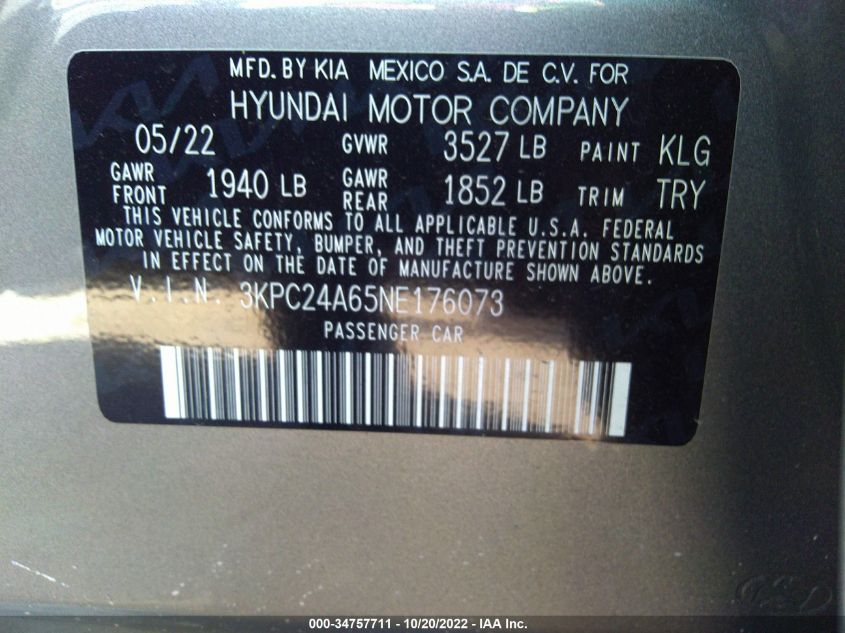 MFD. BY KIA MEXICO S.A. DE C.V. FOR
HYUNDAI MOTOR COMPANY
05/22 GVWR 3527 LB PAINT KLG
GAWR FRONT 1940 LB GAWR REAR 1852 LB TRIM TRY
THIS VEHICLE CONFORMS TO ALL APPLICABLE U.S.A. FEDERAL
MOTOR VEHICLE SAFETY, BUMPER, AND THEFT PREVENTION STANDARDS
IN EFFECT ON THE DATE OF MANUFACTURE SHOWN ABOVE.
V.I.N. 3KPC24A65NE176073
PASSENGER CAR
000-34757711 - 10/20/2022 - IAA Inc.